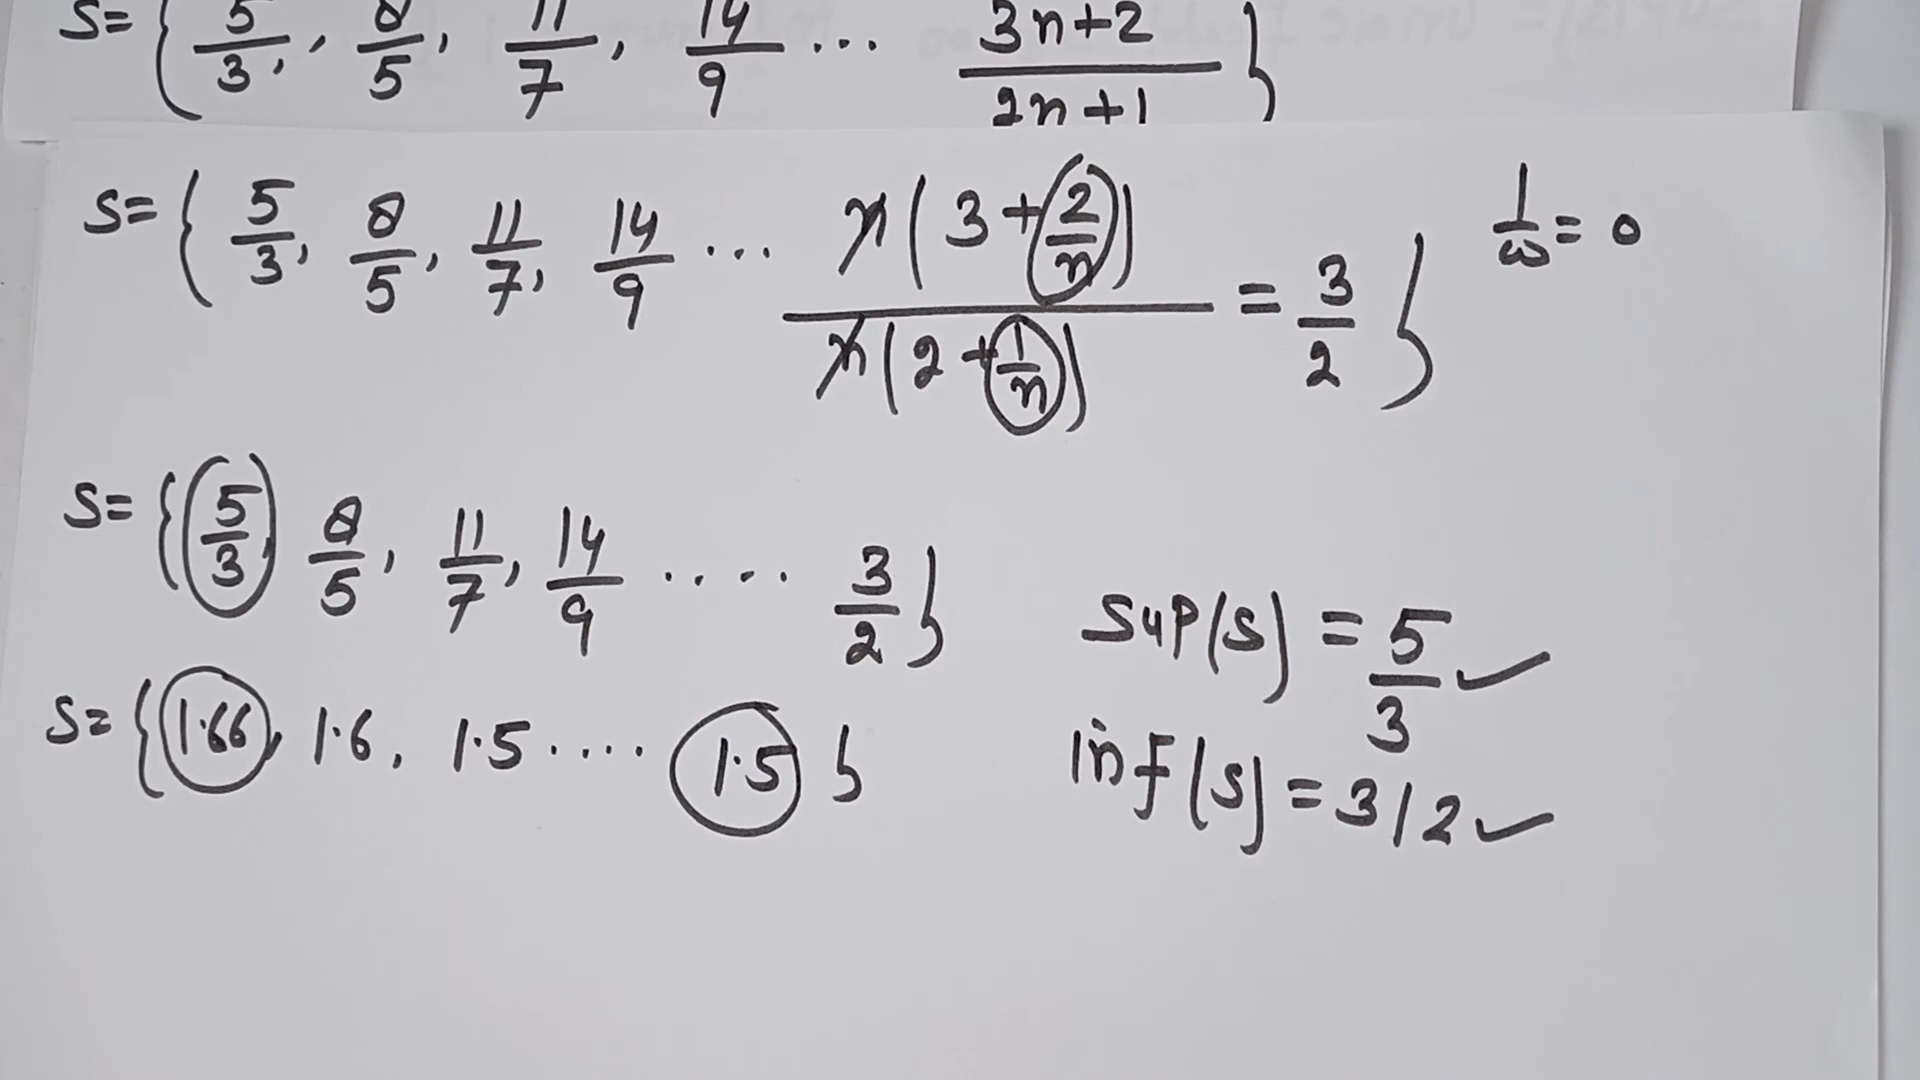 S= { 5/3, 8/5, 11/7, 14/9 ... 3n+2/2n+1 }
S= { 5/3, 8/5, 11/7, 14/9 ... n(3+2/n)/n(2+1/n) = 3/2 } 1/∞ = 0
S= { 5/3, 8/5, 11/7, 14/9 ..... 3/2 }
Sup(S) = 5/3 ✓
S= { 1.66, 1.6, 1.5 .... 1.5 }
inf(S) = 3/2 ✓